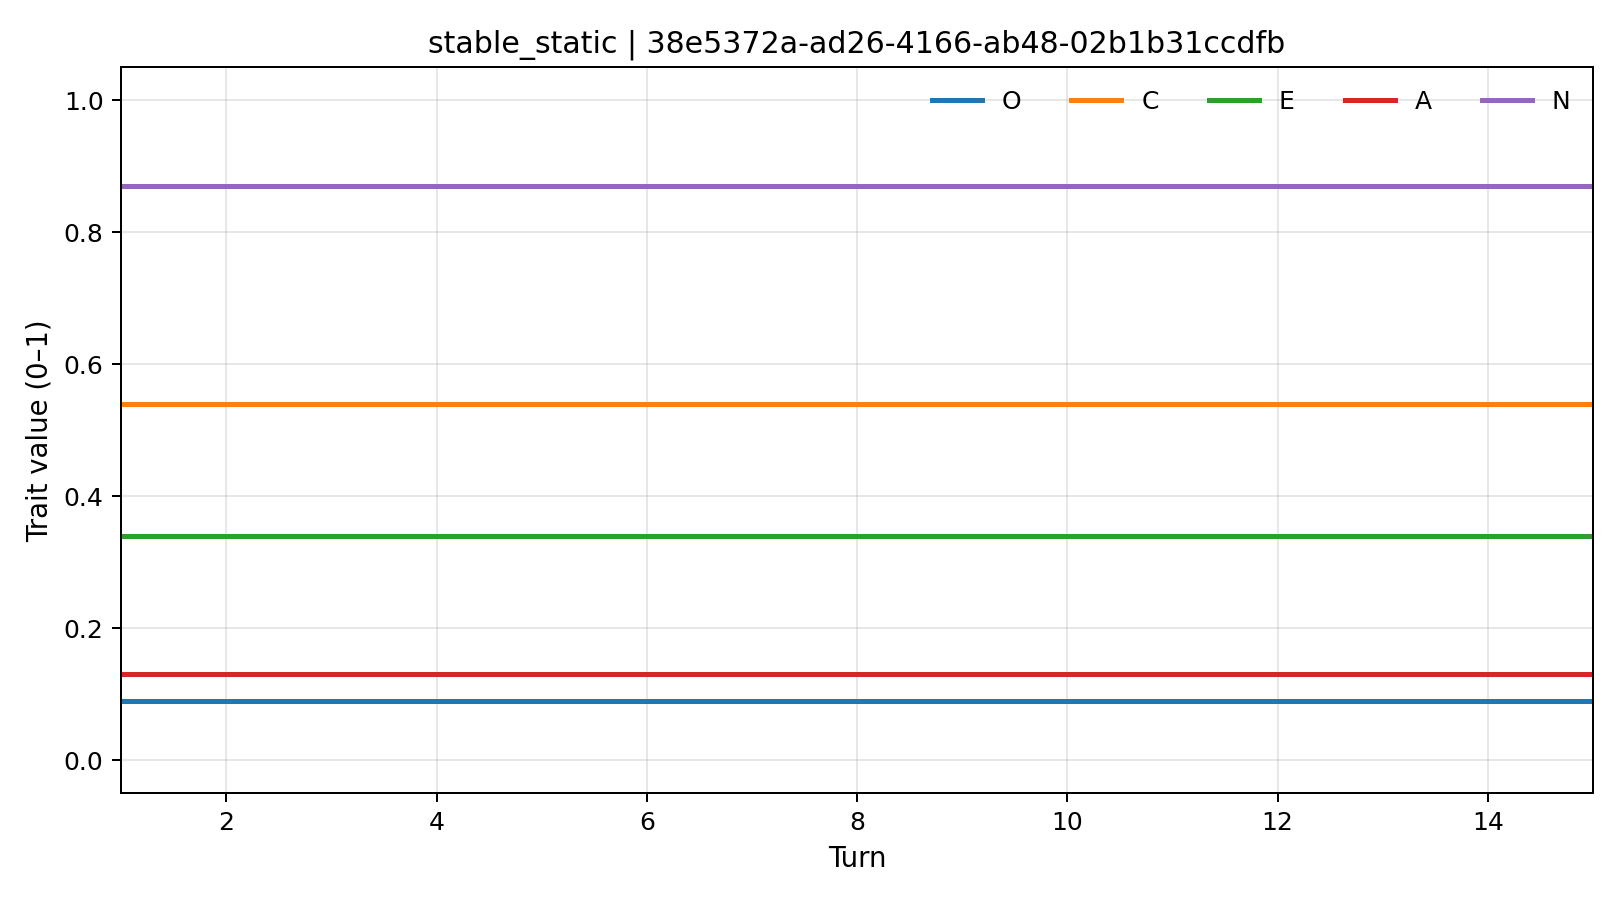 stable_static | 38e5372a-ad26-4166-ab48-02b1b31ccdfb
O C E A N
Trait value (0–1)
1.0
0.8
0.6
0.4
0.2
0.0
2 4 6 8 10 12 14
Turn